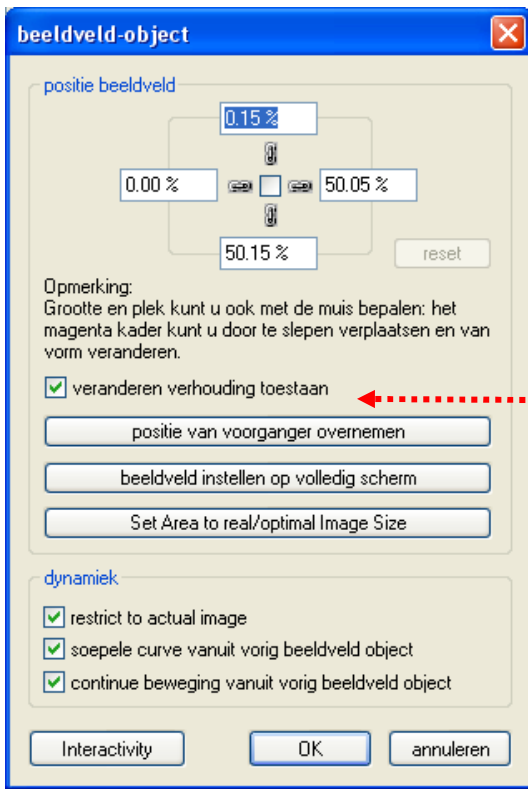 beeldveld-object
positie beeldveld
0.15 %
0.00 %
50.05 %
50.15 %
reset
Opmerking:
Grootte en plek kunt u ook met de muis bepalen: het
magenta kader kunt u door te slepen verplaatsen en van
vorm veranderen.
veranderen verhouding toestaan
positie van voorganger overnemen
beeldveld instellen op volledig scherm
Set Area to real/optimal Image Size
dynamiek
restrict to actual image
soepele curve vanuit vorig beeldveld object
continue beweging vanuit vorig beeldveld object
Interactivity
OK
annuleren